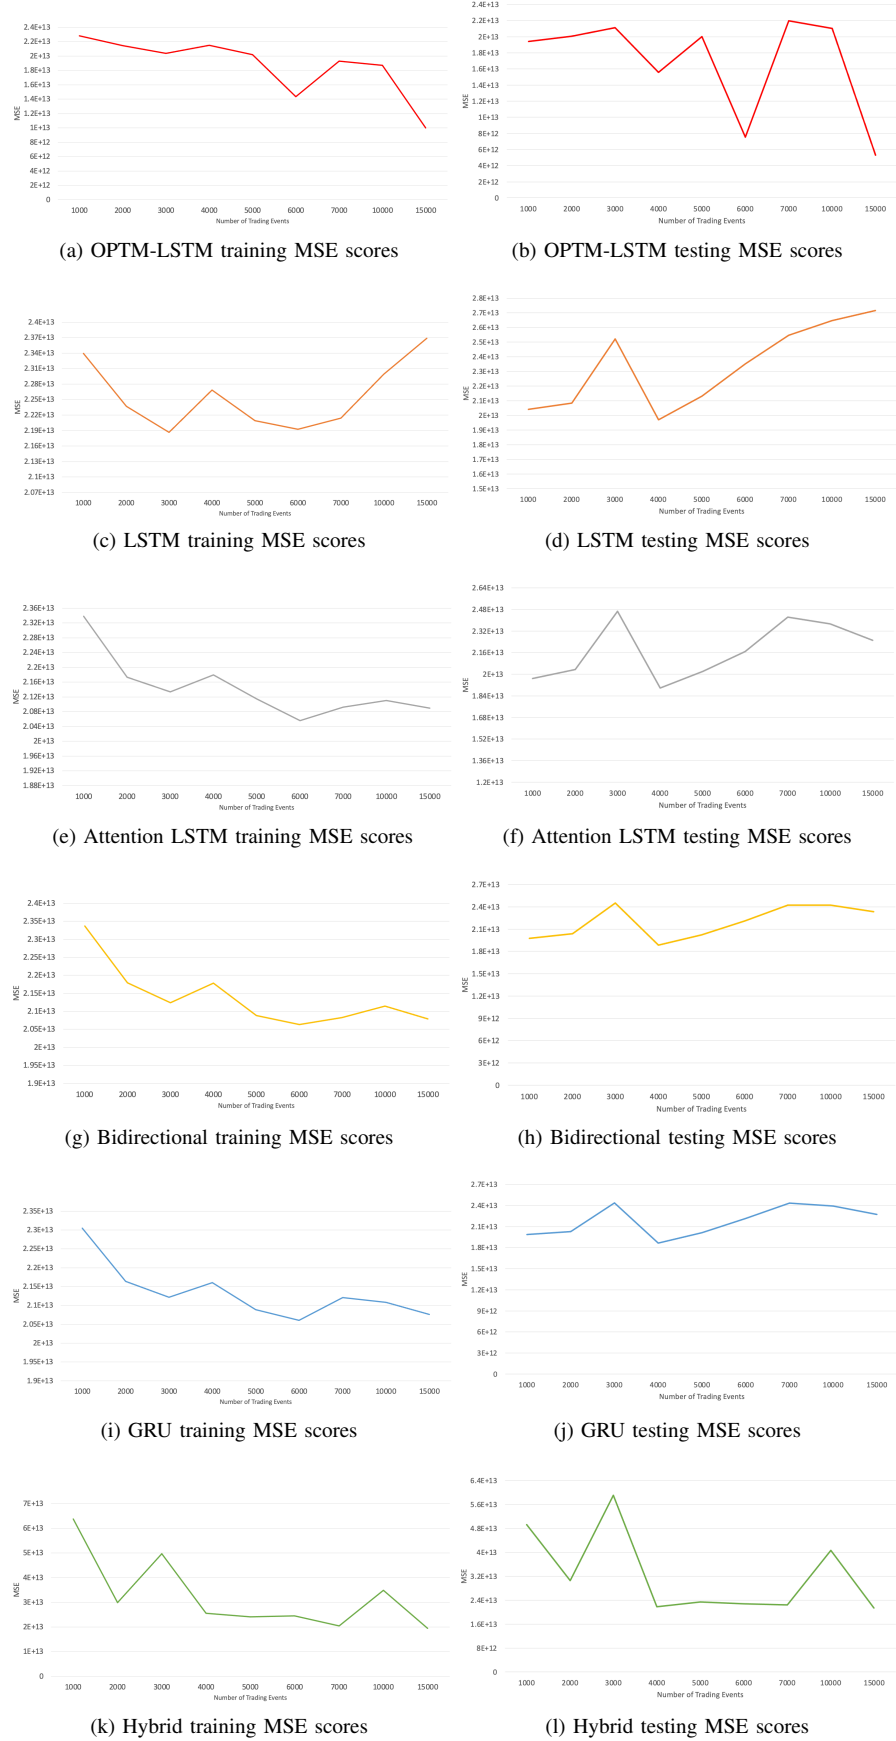 2.4E+13
2.2E+13
2E+13
1.8E+13
1.6E+13
1.4E+13
1.2E+13
1E+13
8E+12
6E+12
4E+12
2E+12
0
MSE
1000 2000 3000 4000 5000 6000 7000 10000 15000
Number of Trading Events
(a) OPTM-LSTM training MSE scores
2.4E+13
2.2E+13
2E+13
1.8E+13
1.6E+13
1.4E+13
1.2E+13
1E+13
8E+12
6E+12
4E+12
2E+12
0
MSE
1000 2000 3000 4000 5000 6000 7000 10000 15000
Number of Trading Events
(b) OPTM-LSTM testing MSE scores
2.4E+13
2.37E+13
2.34E+13
2.31E+13
2.28E+13
2.25E+13
2.22E+13
2.19E+13
2.16E+13
2.13E+13
2.1E+13
2.07E+13
MSE
1000 2000 3000 4000 5000 6000 7000 10000 15000
Number of Trading Events
(c) LSTM training MSE scores
2.8E+13
2.7E+13
2.6E+13
2.5E+13
2.4E+13
2.3E+13
2.2E+13
2.1E+13
2E+13
1.9E+13
1.8E+13
1.7E+13
1.6E+13
1.5E+13
MSE
1000 2000 3000 4000 5000 6000 7000 10000 15000
Number of Trading Events
(d) LSTM testing MSE scores
2.36E+13
2.32E+13
2.28E+13
2.24E+13
2.2E+13
2.16E+13
2.12E+13
2.08E+13
2.04E+13
2E+13
1.96E+13
1.92E+13
1.88E+13
MSE
1000 2000 3000 4000 5000 6000 7000 10000 15000
Number of Trading Events
(e) Attention LSTM training MSE scores
2.64E+13
2.48E+13
2.32E+13
2.16E+13
2E+13
1.84E+13
1.68E+13
1.52E+13
1.36E+13
1.2E+13
MSE
1000 2000 3000 4000 5000 6000 7000 10000 15000
Number of Trading Events
(f) Attention LSTM testing MSE scores
2.4E+13
2.35E+13
2.3E+13
2.25E+13
2.2E+13
2.15E+13
2.1E+13
2.05E+13
2E+13
1.95E+13
1.9E+13
MSE
1000 2000 3000 4000 5000 6000 7000 10000 15000
Number of Trading Events
(g) Bidirectional training MSE scores
2.7E+13
2.4E+13
2.1E+13
1.8E+13
1.5E+13
1.2E+13
9E+12
6E+12
3E+12
0
MSE
1000 2000 3000 4000 5000 6000 7000 10000 15000
Number of Trading Events
(h) Bidirectional testing MSE scores
2.35E+13
2.3E+13
2.25E+13
2.2E+13
2.15E+13
2.1E+13
2.05E+13
2E+13
1.95E+13
1.9E+13
MSE
1000 2000 3000 4000 5000 6000 7000 10000 15000
Number of Trading Events
(i) GRU training MSE scores
2.7E+13
2.4E+13
2.1E+13
1.8E+13
1.5E+13
1.2E+13
9E+12
6E+12
3E+12
0
MSE
1000 2000 3000 4000 5000 6000 7000 10000 15000
Number of Trading Events
(j) GRU testing MSE scores
7E+13
6E+13
5E+13
4E+13
3E+13
2E+13
1E+13
0
MSE
1000 2000 3000 4000 5000 6000 7000 10000 15000
Number of Trading Events
(k) Hybrid training MSE scores
6.4E+13
5.6E+13
4.8E+13
4E+13
3.2E+13
2.4E+13
1.6E+13
8E+12
0
MSE
1000 2000 3000 4000 5000 6000 7000 10000 15000
Number of Trading Events
(l) Hybrid testing MSE scores